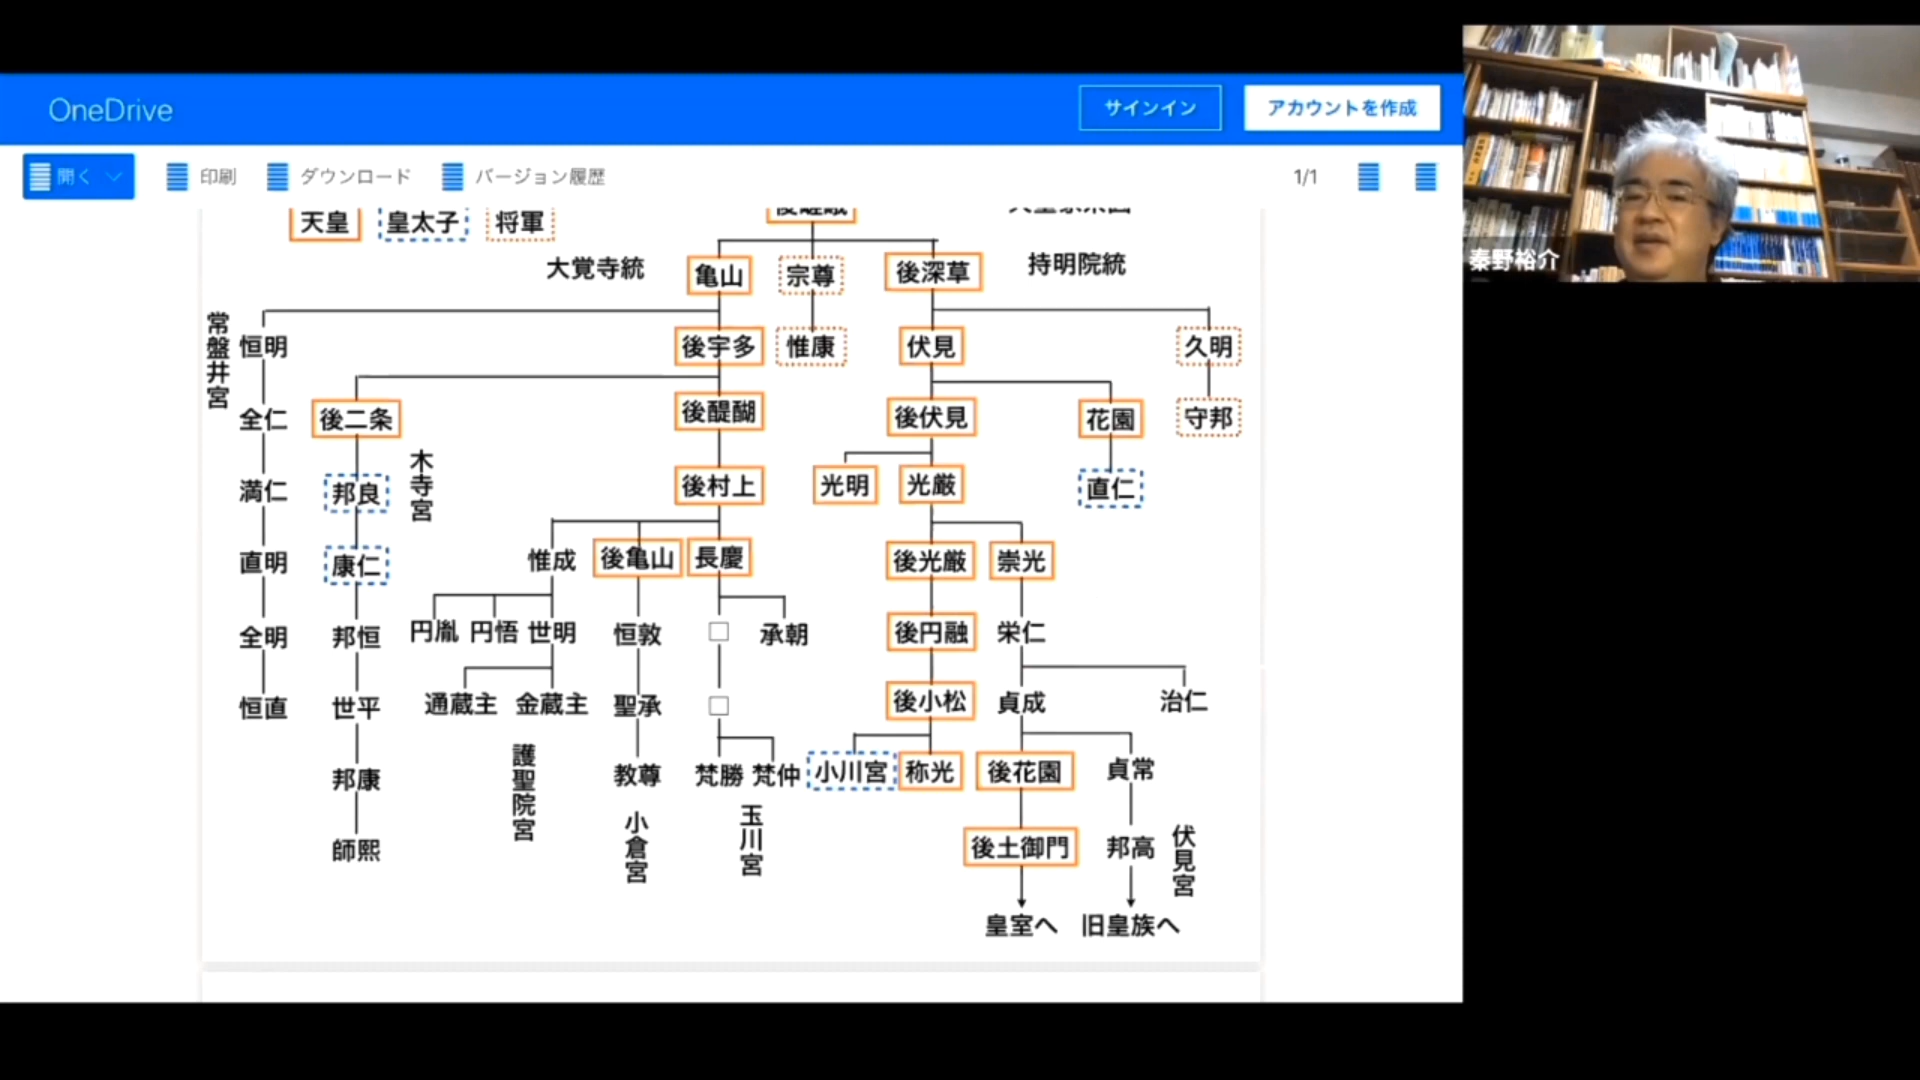 OneDrive
サインイン
アカウントを作成
開く
印刷
ダウンロード
バージョン履歴
1/1
天皇
皇太子
将軍
大覚寺統
亀山
宗尊
後深草
持明院統
常盤井宮
恒明
後宇多
惟康
伏見
久明
全仁
後二条
後醍醐
後伏見
花園
守邦
木寺宮
満仁
邦良
後村上
光明
光厳
直仁
直明
康仁
惟成
後亀山
長慶
後光厳
崇光
全明
邦恒
円胤
円悟
世明
恒敦
□
承朝
後円融
栄仁
恒直
世平
通蔵主
金蔵主
聖承
□
後小松
貞成
治仁
護聖院宮
邦康
教尊
梵勝
梵仲
小川宮
称光
後花園
貞常
師熙
小倉宮
玉川宮
後土御門
邦高
伏見宮
皇室へ
旧皇族へ
秦野裕介